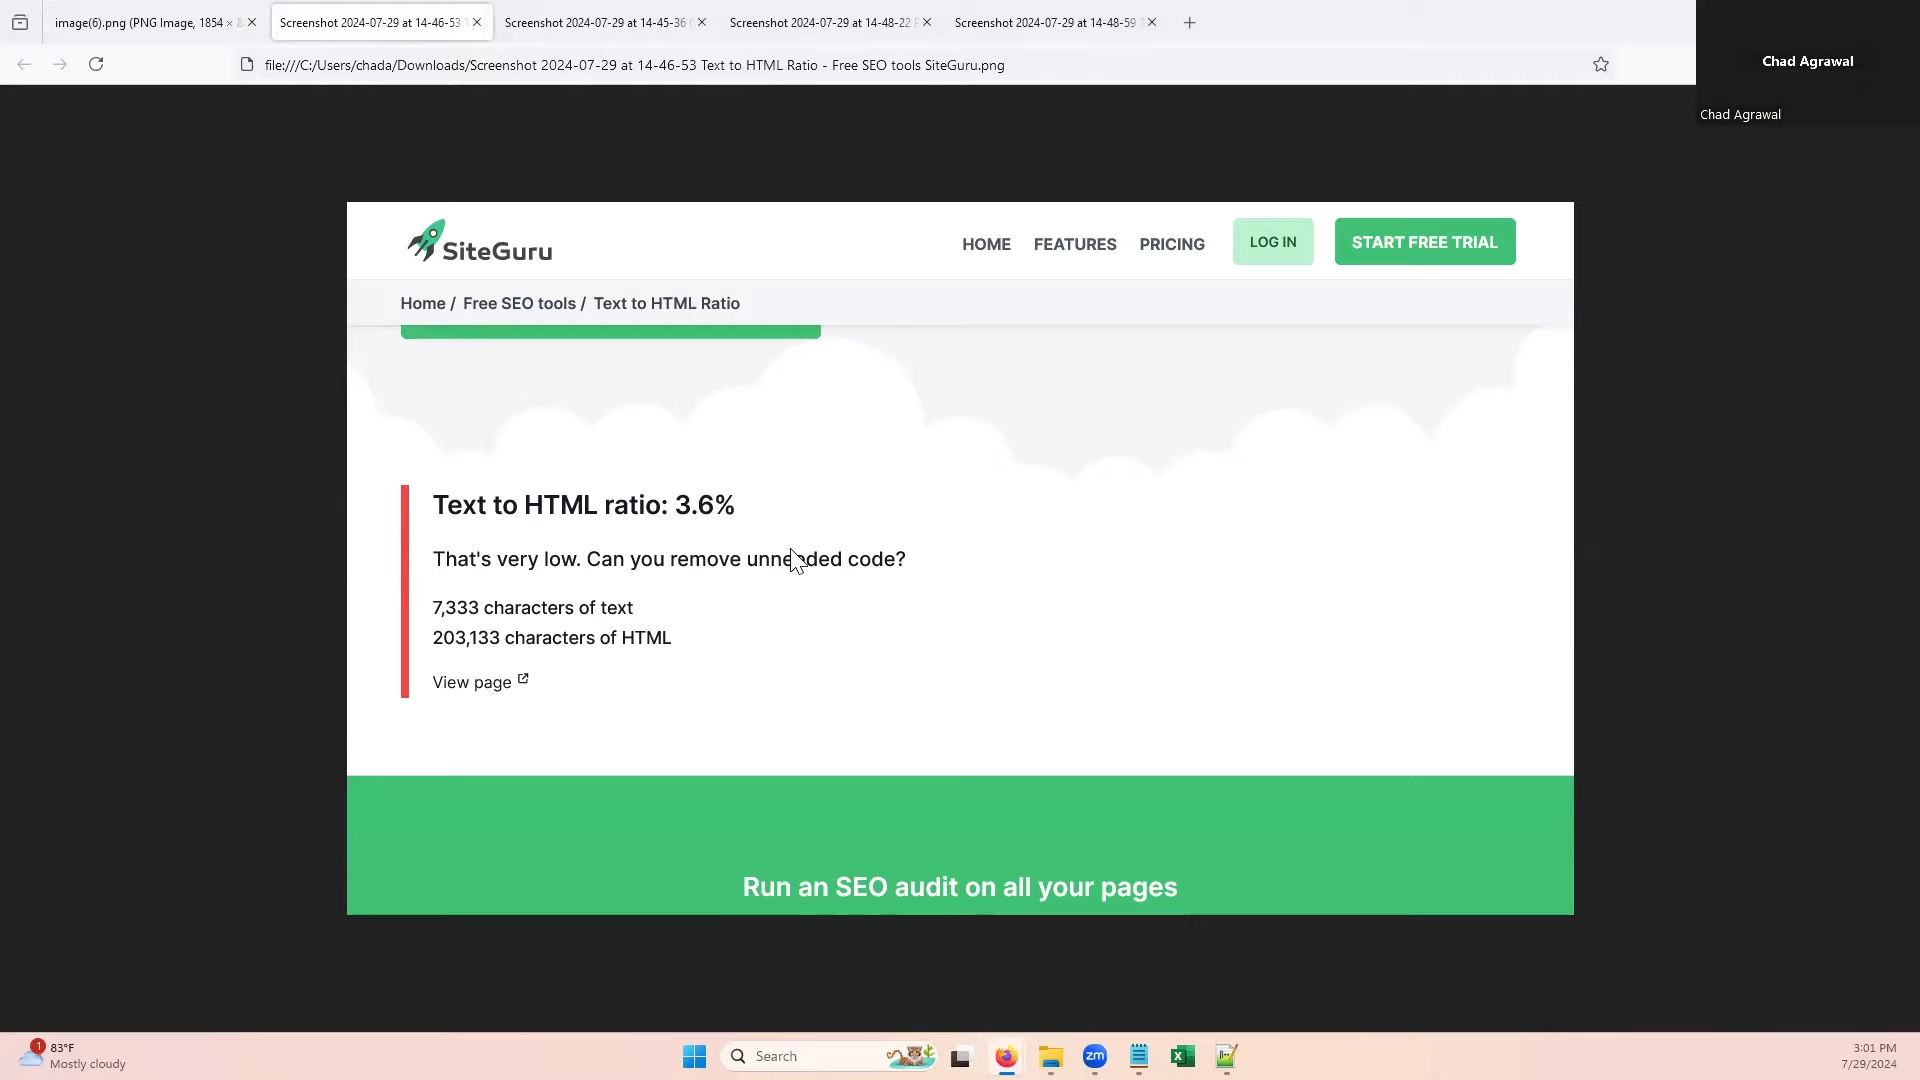 image(6).png (PNG Image, 1854 ×
Screenshot 2024-07-29 at 14-46-53
Screenshot 2024-07-29 at 14-45-36
Screenshot 2024-07-29 at 14-48-22
Screenshot 2024-07-29 at 14-48-59
file:///C:/Users/chada/Downloads/Screenshot 2024-07-29 at 14-46-53 Text to HTML Ratio - Free SEO tools SiteGuru.png
Chad Agrawal
Chad Agrawal
SiteGuru
HOME
FEATURES
PRICING
LOG IN
START FREE TRIAL
Home / Free SEO tools / Text to HTML Ratio
Text to HTML ratio: 3.6%
That's very low. Can you remove unneeded code?
7,333 characters of text
203,133 characters of HTML
View page
Run an SEO audit on all your pages
1
83°F
Mostly cloudy
Search
zm
3:01 PM
7/29/2024